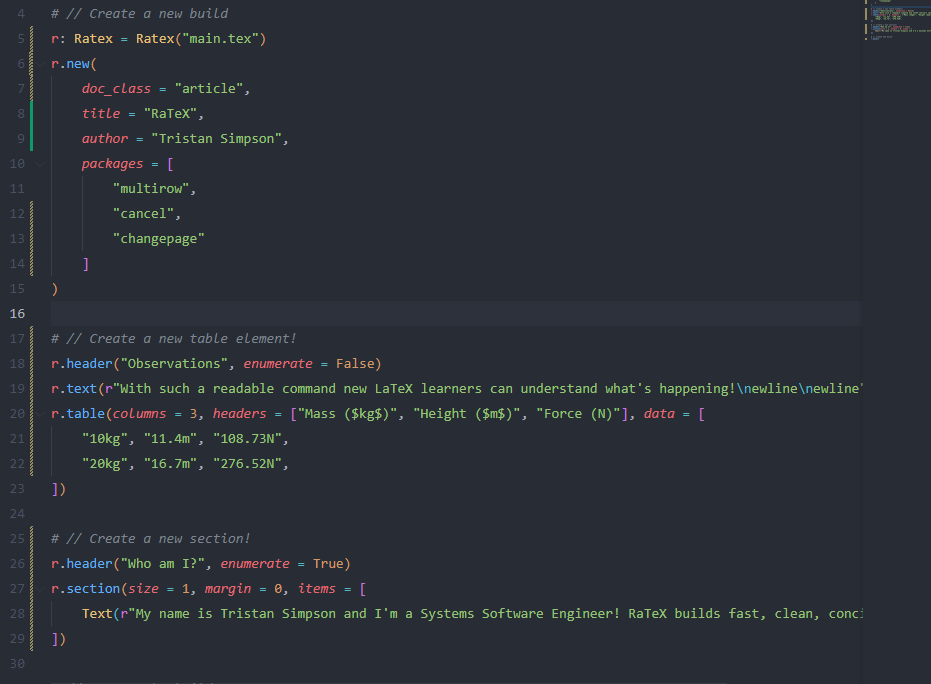 4 # // Create a new build
5 r: Ratex = Ratex("main.tex")
6 r.new(
7 doc_class = "article",
8 title = "RaTeX",
9 author = "Tristan Simpson",
10 packages = [
11 "multirow",
12 "cancel",
13 "changepage"
14 ]
15 )
16
17 # // Create a new table element!
18 r.header("Observations", enumerate = False)
19 r.text(r"With such a readable command new LaTeX learners can understand what's happening!\newline\newline"
20 r.table(columns = 3, headers = ["Mass ($kg$)", "Height ($m$)", "Force (N)"], data = [
21 "10kg", "11.4m", "108.73N",
22 "20kg", "16.7m", "276.52N",
23 ])
24
25 # // Create a new section!
26 r.header("Who am I?", enumerate = True)
27 r.section(size = 1, margin = 0, items = [
28 Text(r"My name is Tristan Simpson and I'm a Systems Software Engineer! RaTeX builds fast, clean, conci
29 ])
30